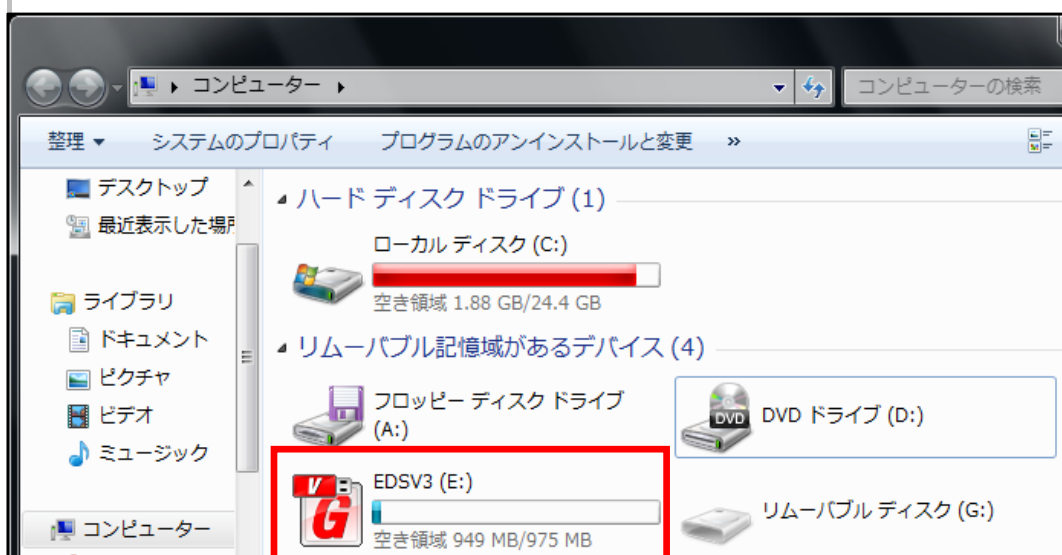 コンピューター
コンピューターの検索
整理
システムのプロパティ
プログラムのアンインストールと変更
»
デスクトップ
最近表示した場所
ライブラリ
ドキュメント
ピクチャ
ビデオ
ミュージック
コンピューター
ハード ディスク ドライブ (1)
ローカル ディスク (C:)
空き領域 1.88 GB/24.4 GB
リムーバブル記憶域があるデバイス (4)
フロッピー ディスク ドライブ
(A:)
DVD
DVD ドライブ (D:)
V
G
EDSV3 (E:)
空き領域 949 MB/975 MB
リムーバブル ディスク (G:)